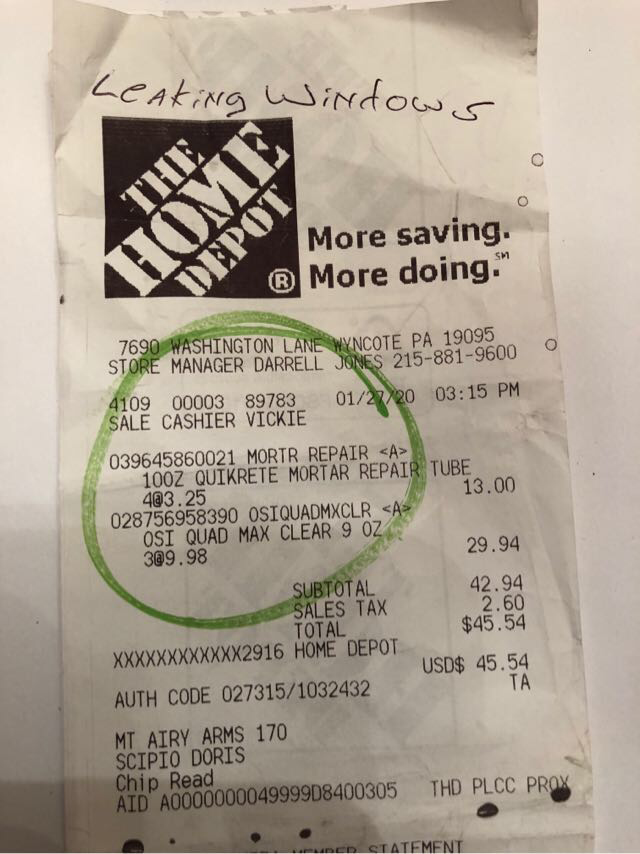 Leaking Windows
THE
HOME
DEPOT
®
More saving.
More doing.℠
7690 WASHINGTON LANE WYNCOTE PA 19095
STORE MANAGER DARRELL JONES 215-881-9600
4109 00003 89783 01/27/20 03:15 PM
SALE CASHIER VICKIE
039645860021 MORTR REPAIR <A>
10OZ QUIKRETE MORTAR REPAIR TUBE
4@3.25 13.00
028756958390 OSIQUADMXCLR <A>
OSI QUAD MAX CLEAR 9 OZ
3@9.98 29.94
SUBTOTAL 42.94
SALES TAX 2.60
TOTAL $45.54
XXXXXXXXXXXX2916 HOME DEPOT
USD$ 45.54
AUTH CODE 027315/1032432 TA
MT AIRY ARMS 170
SCIPIO DORIS
Chip Read
AID A0000000049999D8400305 THD PLCC PROX
MEMBER STATEMENT